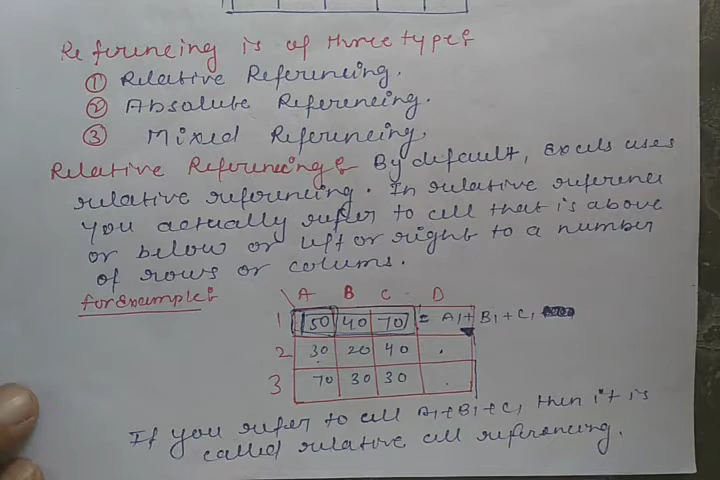 Referencing is of three types
① Relative Referencing.
② Absolute Referencing.
③ Mixed Referencing.
Relative Referencing: By default, excels uses
relative referencing. In relative reference
you actually refer to cell that is above
or below or left or right to a number
of rows or colums.
for example:
A B C D
1 50 40 70 = A1+B1+C1
2 30 20 40 .
3 70 30 30 .
If you refer to cell A1+B1+C1 then it is
called relative cell referencing.